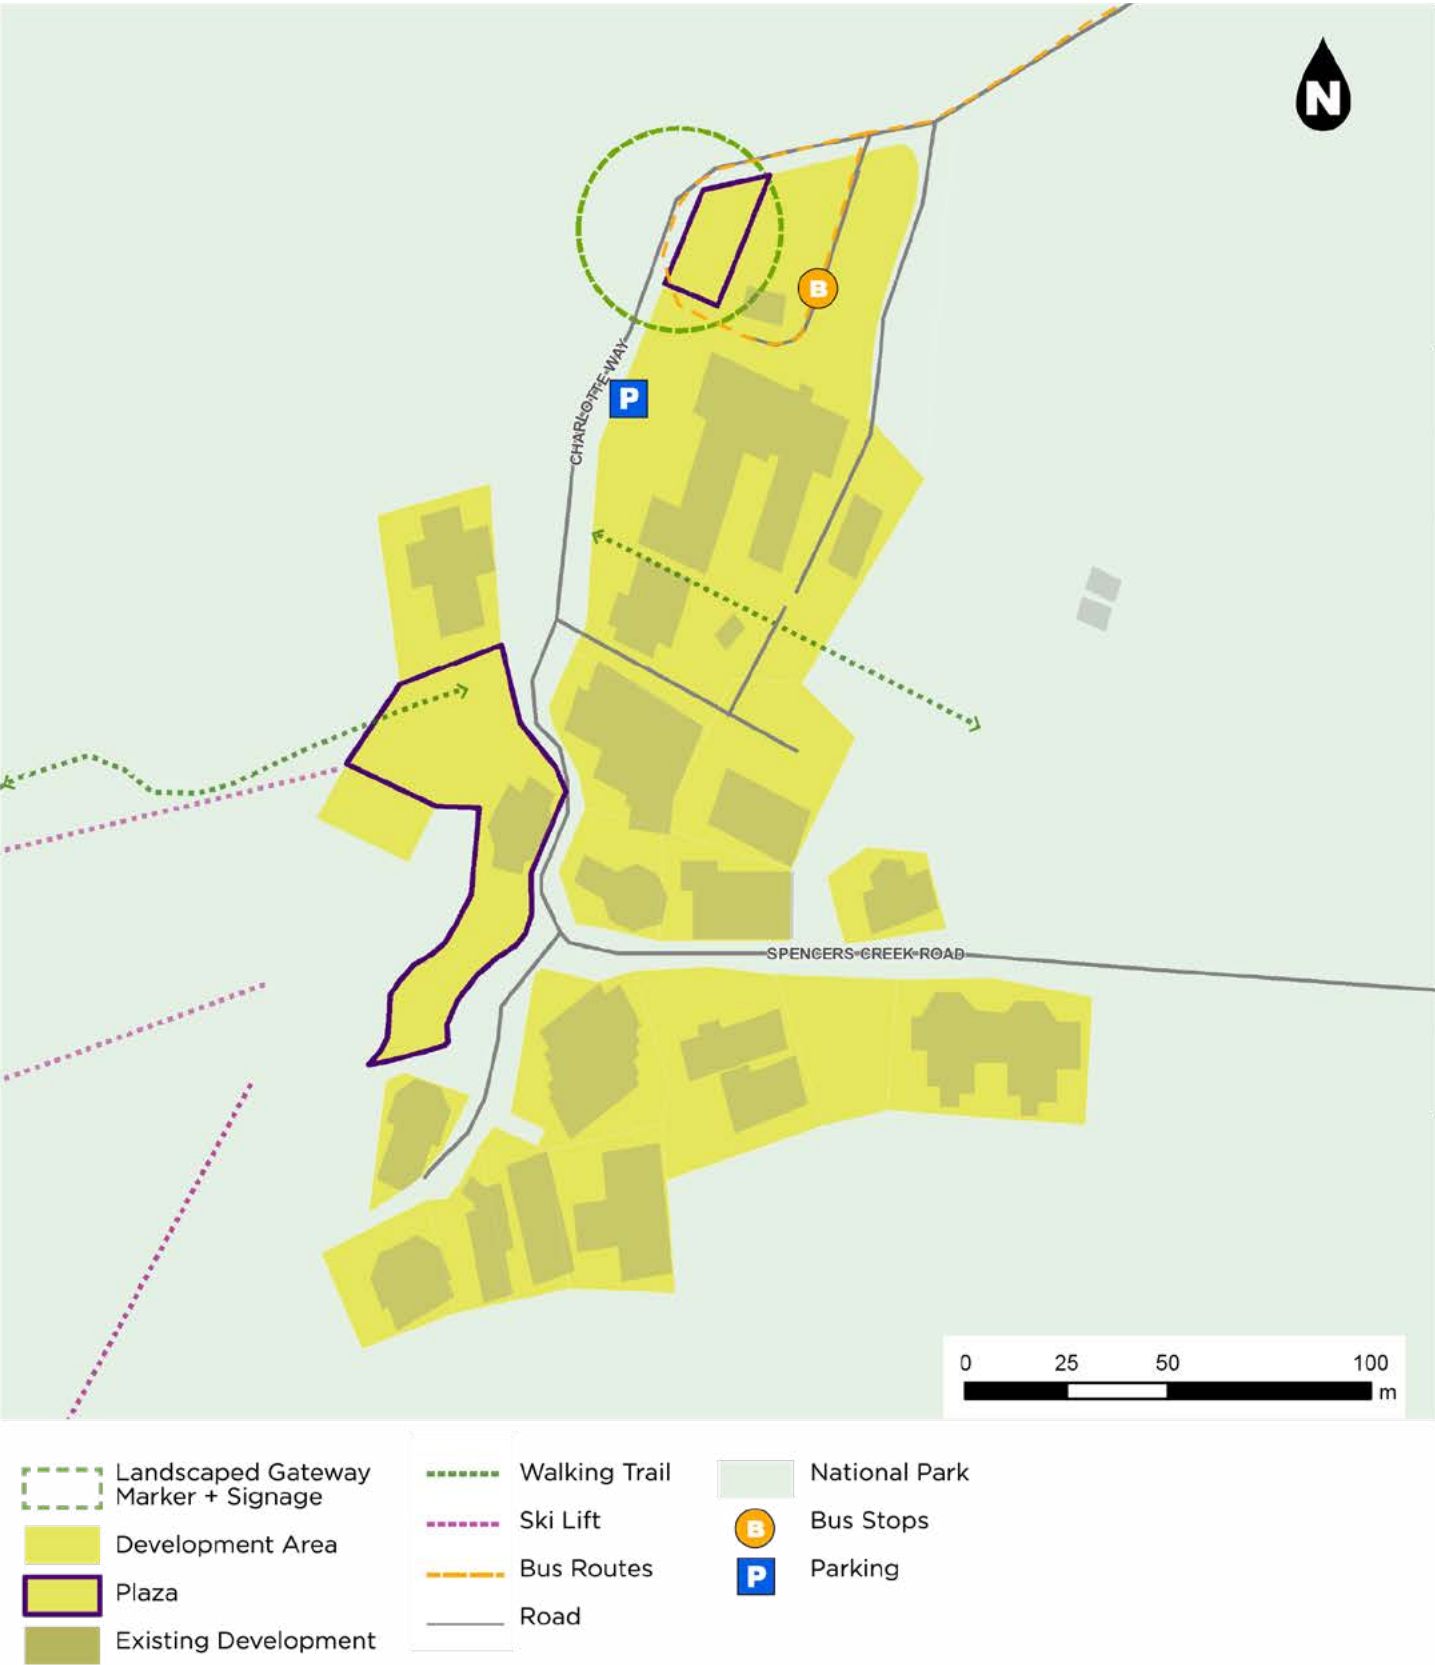 N
B
CHARLOTTE WAY
P
SPENCERS CREEK ROAD
0 25 50 100
m
Landscaped Gateway
Marker + Signage
Development Area
Plaza
Existing Development
Walking Trail
Ski Lift
Bus Routes
Road
National Park
B Bus Stops
P Parking